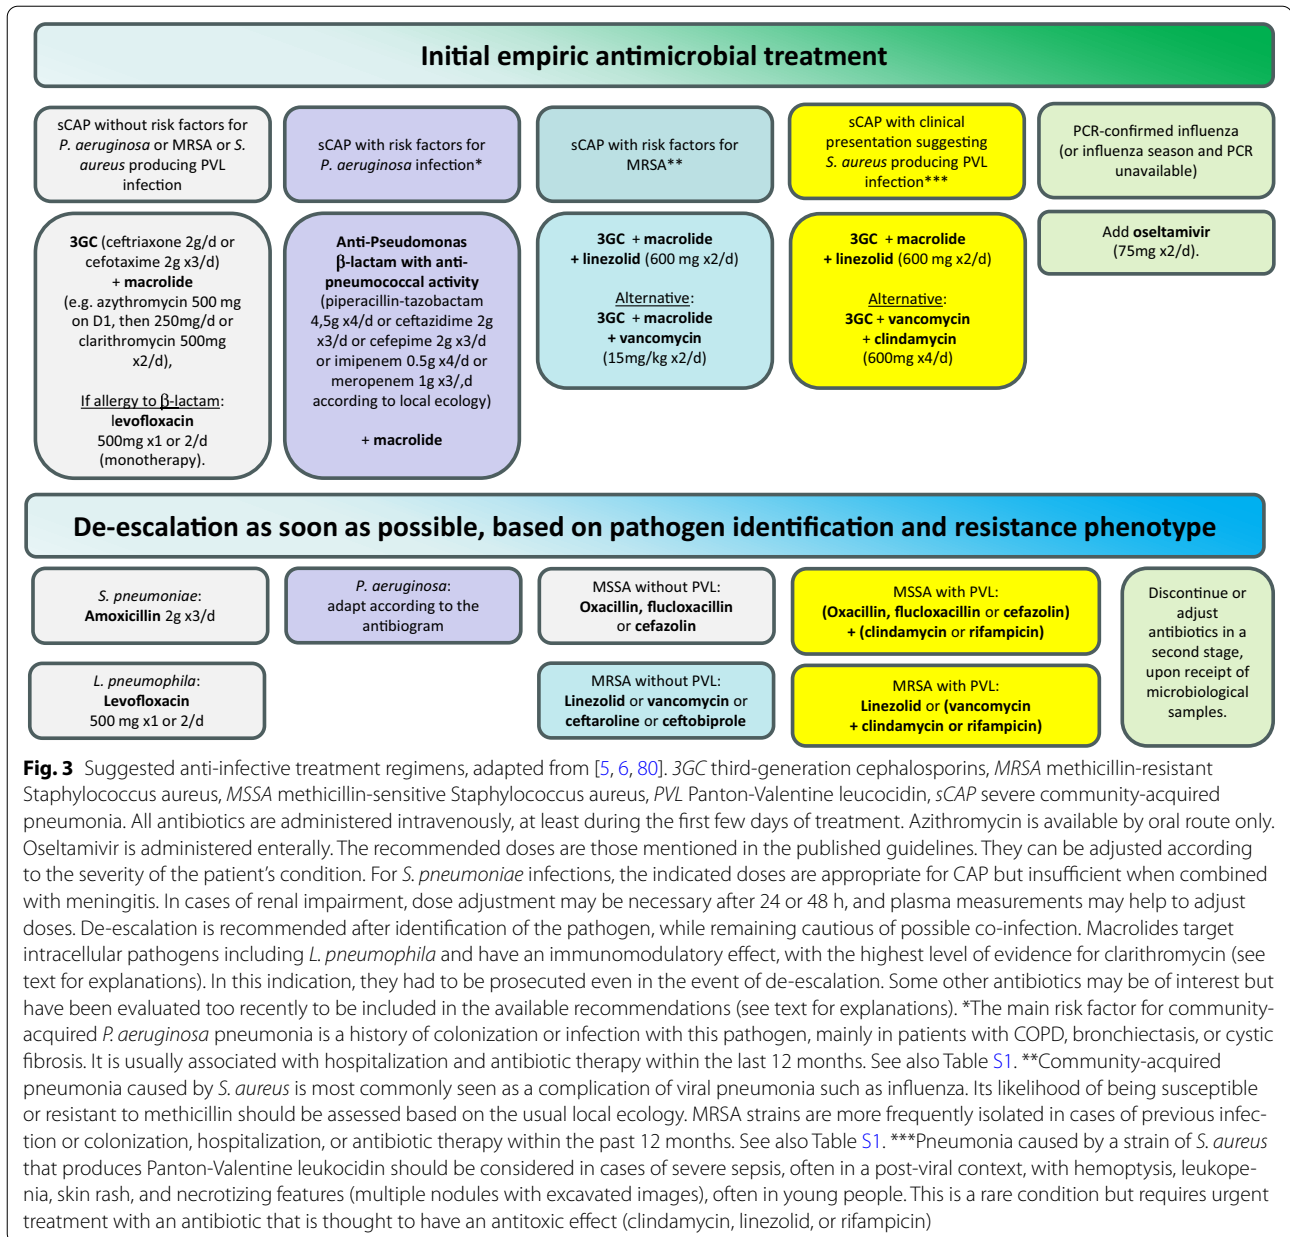 Initial empiric antimicrobial treatment
sCAP without risk factors for
P. aeruginosa or MRSA or S.
aureus producing PVL
infection
sCAP with risk factors for
P. aeruginosa infection*
sCAP with risk factors for
MRSA**
sCAP with clinical
presentation suggesting
S. aureus producing PVL
infection***
PCR-confirmed influenza
(or influenza season and PCR
unavailable)
3GC (ceftriaxone 2g/d or
cefotaxime 2g x3/d)
+ macrolide
(e.g. azythromycin 500 mg
on D1, then 250mg/d or
clarithromycin 500mg
x2/d),
If allergy to β-lactam:
levofloxacin
500mg x1 or 2/d
(monotherapy).
Anti-Pseudomonas
β-lactam with anti-
pneumococcal activity
(piperacillin-tazobactam
4,5g x4/d or ceftazidime 2g
x3/d or cefepime 2g x3/d
or imipenem 0.5g x4/d or
meropenem 1g x3/,d
according to local ecology)
+ macrolide
3GC + macrolide
+ linezolid (600 mg x2/d)
Alternative:
3GC + macrolide
+ vancomycin
(15mg/kg x2/d)
3GC + macrolide
+ linezolid (600 mg x2/d)
Alternative:
3GC + vancomycin
+ clindamycin
(600mg x4/d)
Add oseltamivir
(75mg x2/d).
De-escalation as soon as possible, based on pathogen identification and resistance phenotype
S. pneumoniae:
Amoxicillin 2g x3/d
P. aeruginosa:
adapt according to the
antibiogram
MSSA without PVL:
Oxacillin, flucloxacillin
or cefazolin
MSSA with PVL:
(Oxacillin, flucloxacillin or cefazolin)
+ (clindamycin or rifampicin)
Discontinue or
adjust
antibiotics in a
second stage,
upon receipt of
microbiological
samples.
L. pneumophila:
Levofloxacin
500 mg x1 or 2/d
MRSA without PVL:
Linezolid or vancomycin or
ceftaroline or ceftobiprole
MRSA with PVL:
Linezolid or (vancomycin
+ clindamycin or rifampicin)
Fig. 3 Suggested anti-infective treatment regimens, adapted from [5, 6, 80]. 3GC third-generation cephalosporins, MRSA methicillin-resistant
Staphylococcus aureus, MSSA methicillin-sensitive Staphylococcus aureus, PVL Panton-Valentine leucocidin, sCAP severe community-acquired
pneumonia. All antibiotics are administered intravenously, at least during the first few days of treatment. Azithromycin is available by oral route only.
Oseltamivir is administered enterally. The recommended doses are those mentioned in the published guidelines. They can be adjusted according
to the severity of the patient's condition. For S. pneumoniae infections, the indicated doses are appropriate for CAP but insufficient when combined
with meningitis. In cases of renal impairment, dose adjustment may be necessary after 24 or 48 h, and plasma measurements may help to adjust
doses. De-escalation is recommended after identification of the pathogen, while remaining cautious of possible co-infection. Macrolides target
intracellular pathogens including L. pneumophila and have an immunomodulatory effect, with the highest level of evidence for clarithromycin (see
text for explanations). In this indication, they had to be prosecuted even in the event of de-escalation. Some other antibiotics may be of interest but
have been evaluated too recently to be included in the available recommendations (see text for explanations). *The main risk factor for community-
acquired P. aeruginosa pneumonia is a history of colonization or infection with this pathogen, mainly in patients with COPD, bronchiectasis, or cystic
fibrosis. It is usually associated with hospitalization and antibiotic therapy within the last 12 months. See also Table S1. **Community-acquired
pneumonia caused by S. aureus is most commonly seen as a complication of viral pneumonia such as influenza. Its likelihood of being susceptible
or resistant to methicillin should be assessed based on the usual local ecology. MRSA strains are more frequently isolated in cases of previous infec-
tion or colonization, hospitalization, or antibiotic therapy within the past 12 months. See also Table S1. ***Pneumonia caused by a strain of S. aureus
that produces Panton-Valentine leukocidin should be considered in cases of severe sepsis, often in a post-viral context, with hemoptysis, leukope-
nia, skin rash, and necrotizing features (multiple nodules with excavated images), often in young people. This is a rare condition but requires urgent
treatment with an antibiotic that is thought to have an antitoxic effect (clindamycin, linezolid, or rifampicin)